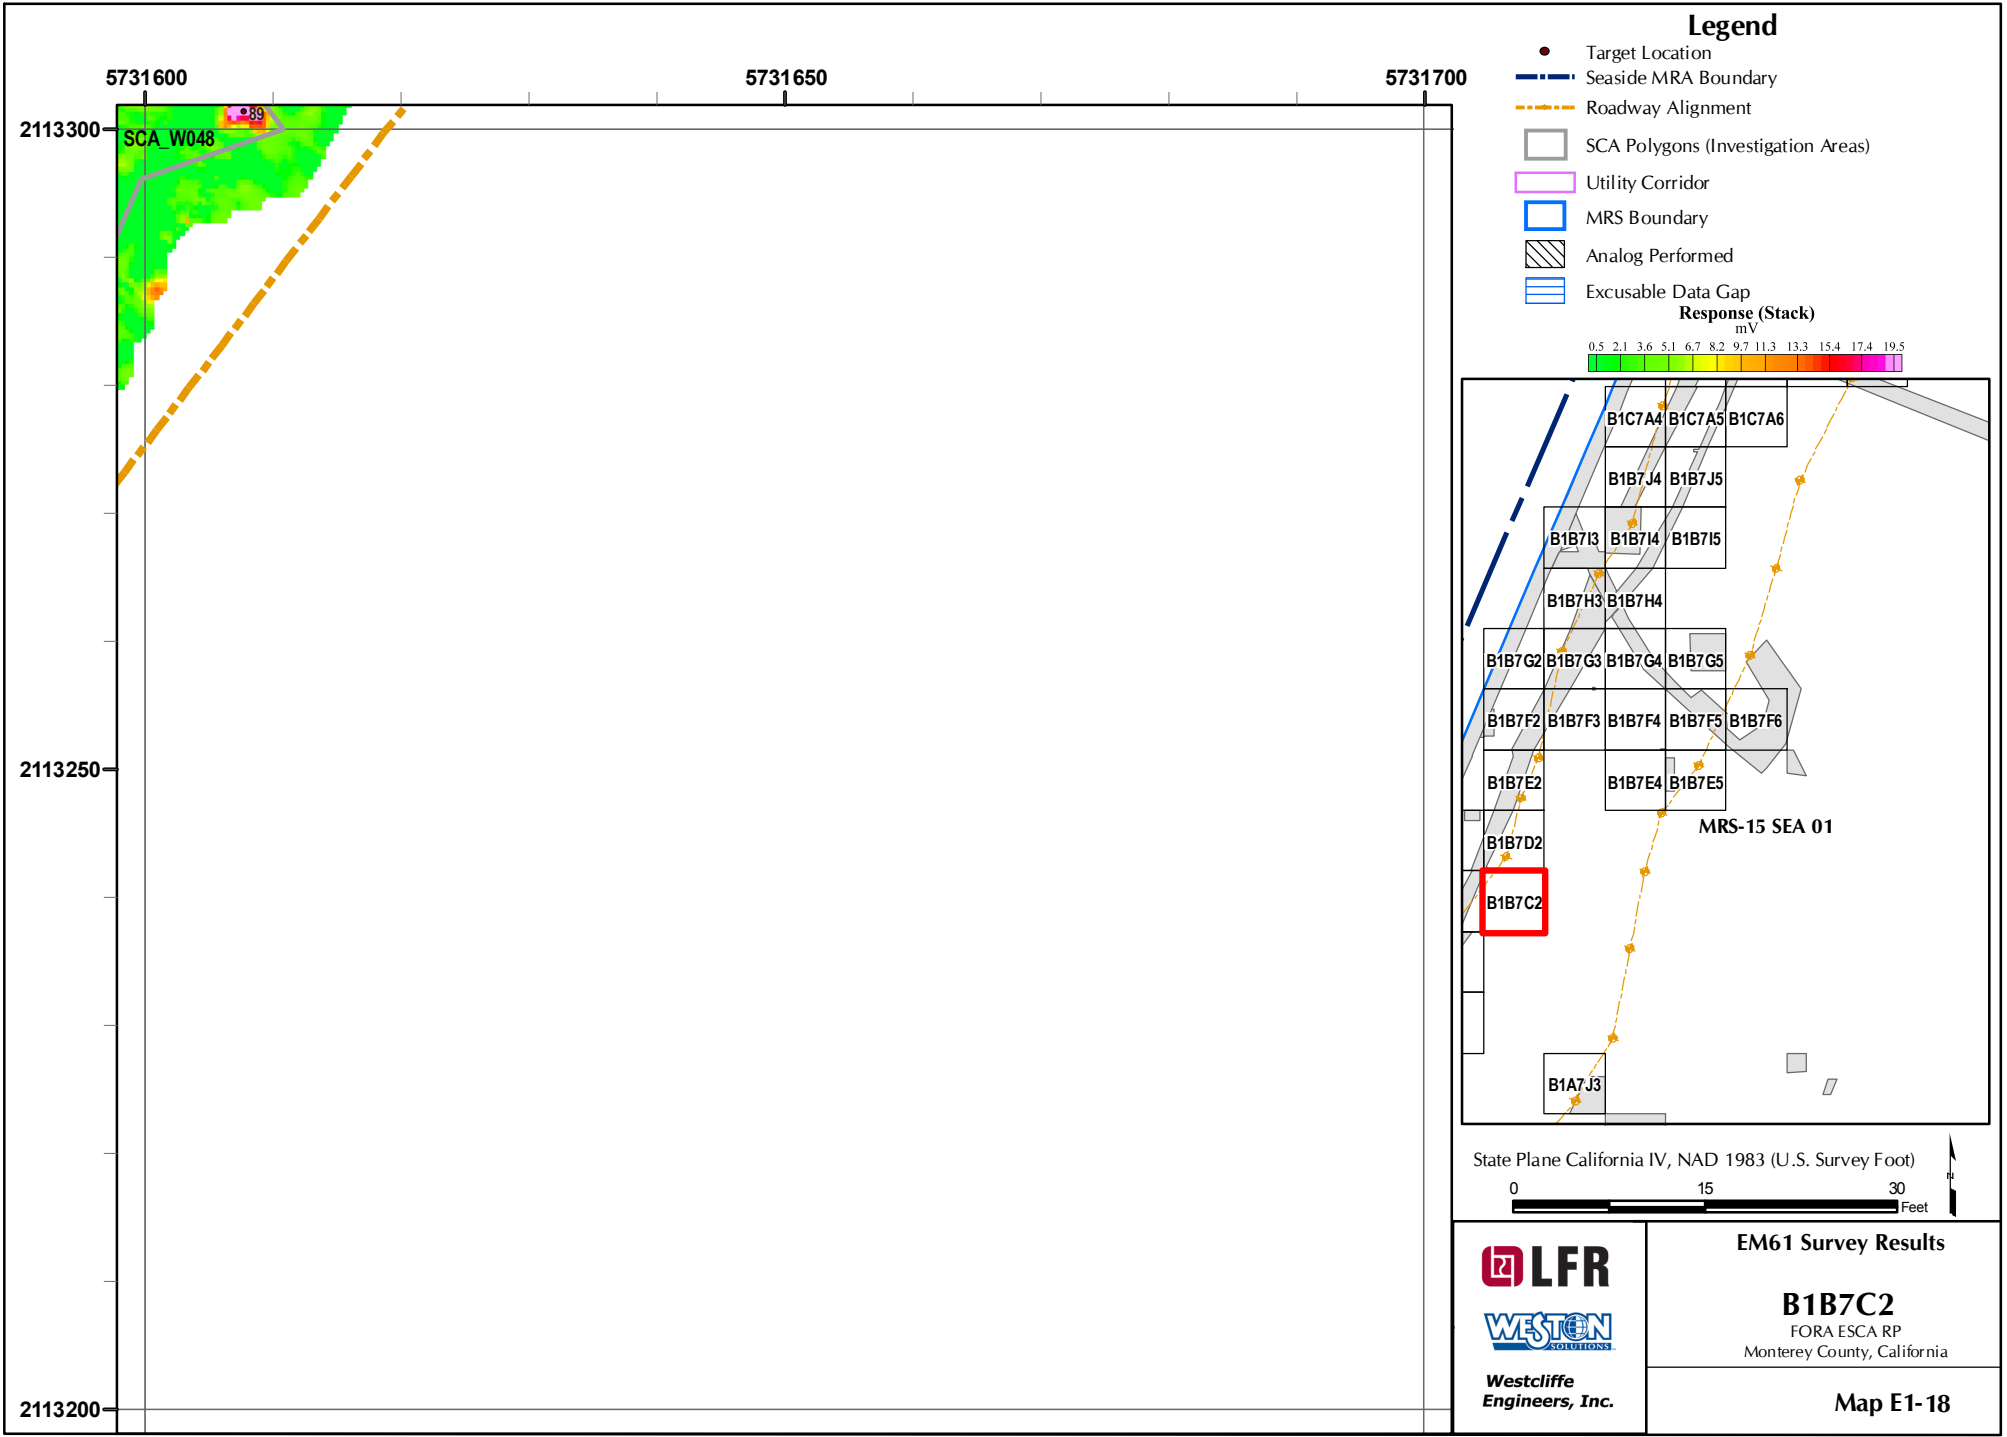 Legend
Target Location
Seaside MRA Boundary
Roadway Alignment
SCA Polygons (Investigation Areas)
Utility Corridor
MRS Boundary
Analog Performed
Excusable Data Gap
Response (Stack)
mV
0.5 2.1 3.6 5.1 6.7 8.2 9.7 11.3 13.3 15.4 17.4 19.5
5731600 5731650 5731700
2113300
89
SCA_W048
2113250
2113200
B1C7A4 B1C7A5 B1C7A6
B1B7J4 B1B7J5
B1B7I3 B1B7I4 B1B7I5
B1B7H3 B1B7H4
B1B7G2 B1B7G3 B1B7G4 B1B7G5
B1B7F2 B1B7F3 B1B7F4 B1B7F5 B1B7F6
B1B7E2 B1B7E4 B1B7E5
MRS-15 SEA 01
B1B7D2
B1B7C2
B1A7J3
State Plane California IV, NAD 1983 (U.S. Survey Foot)
0 15 30
Feet
N
LFR
WESTON
SOLUTIONS
Westcliffe
Engineers, Inc.
EM61 Survey Results
B1B7C2
FORA ESCA RP
Monterey County, California
Map E1-18